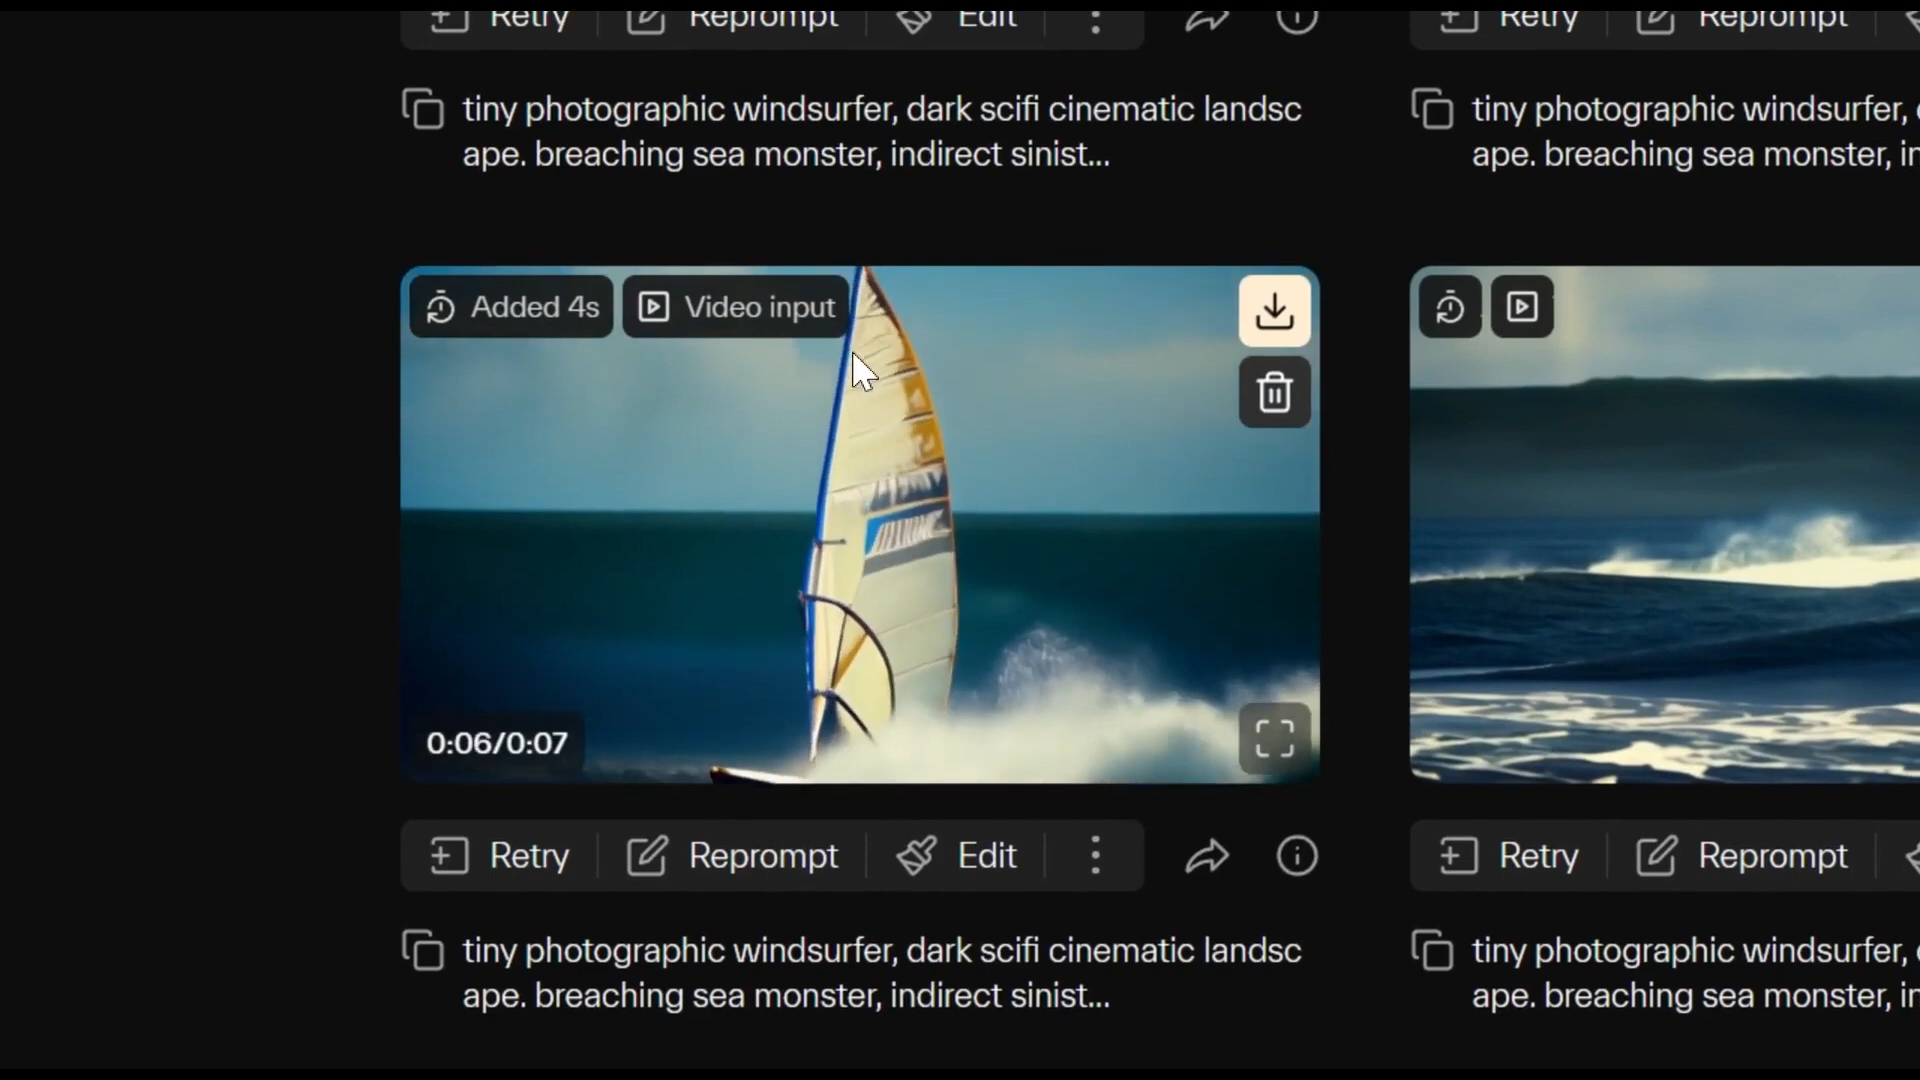 Retry Reprompt Edit
Retry Reprompt
tiny photographic windsurfer, dark scifi cinematic landsc
ape. breaching sea monster, indirect sinist...
tiny photographic windsurfer,
ape. breaching sea monster,
Added 4s Video input
0:06/0:07
Retry Reprompt Edit
Retry Reprompt
tiny photographic windsurfer, dark scifi cinematic landsc
ape. breaching sea monster, indirect sinist...
tiny photographic windsurfer,
ape. breaching sea monster,